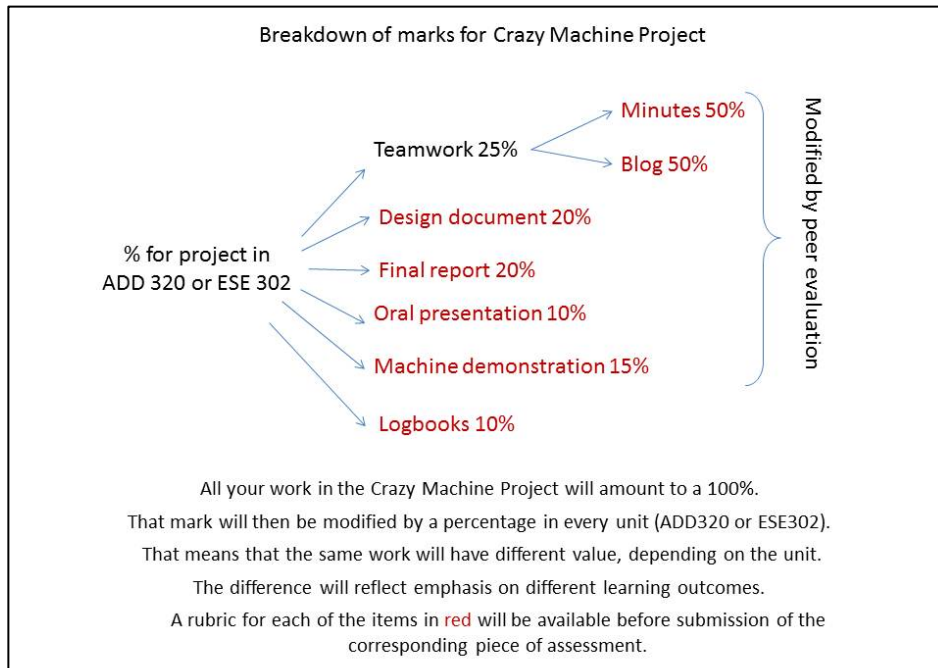 Breakdown of marks for Crazy Machine Project
Minutes 50%
Teamwork 25%
Blog 50%
Design document 20%
% for project in
ADD 320 or ESE 302
Final report 20%
Oral presentation 10%
Machine demonstration 15%
Logbooks 10%
Modified by peer evaluation
All your work in the Crazy Machine Project will amount to a 100%.
That mark will then be modified by a percentage in every unit (ADD320 or ESE302).
That means that the same work will have different value, depending on the unit.
The difference will reflect emphasis on different learning outcomes.
A rubric for each of the items in red will be available before submission of the
corresponding piece of assessment.